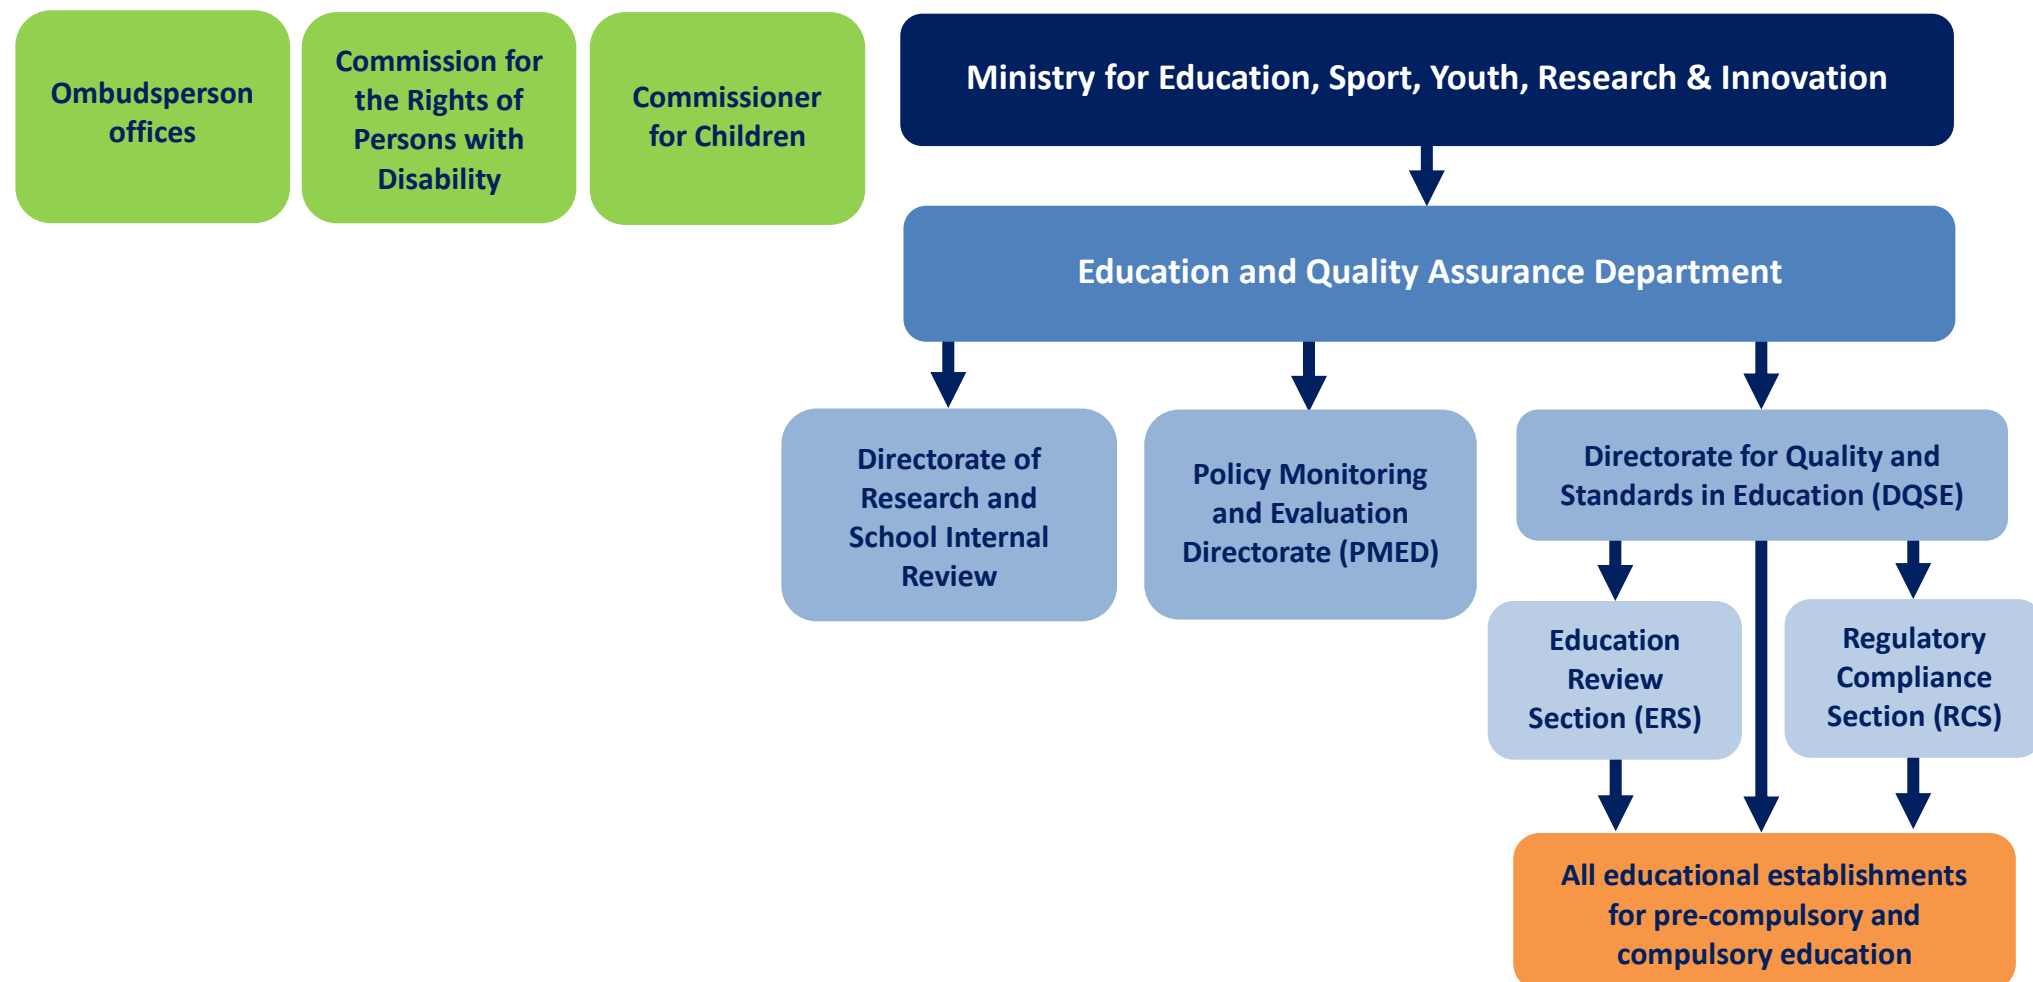 Ombudsperson
offices
Commission for
the Rights of
Persons with
Disability
Commissioner
for Children
Ministry for Education, Sport, Youth, Research & Innovation
Education and Quality Assurance Department
Directorate of
Research and
School Internal
Review
Policy Monitoring
and Evaluation
Directorate (PMED)
Directorate for Quality and
Standards in Education (DQSE)
Education
Review
Section (ERS)
Regulatory
Compliance
Section (RCS)
All educational establishments
for pre-compulsory and
compulsory education